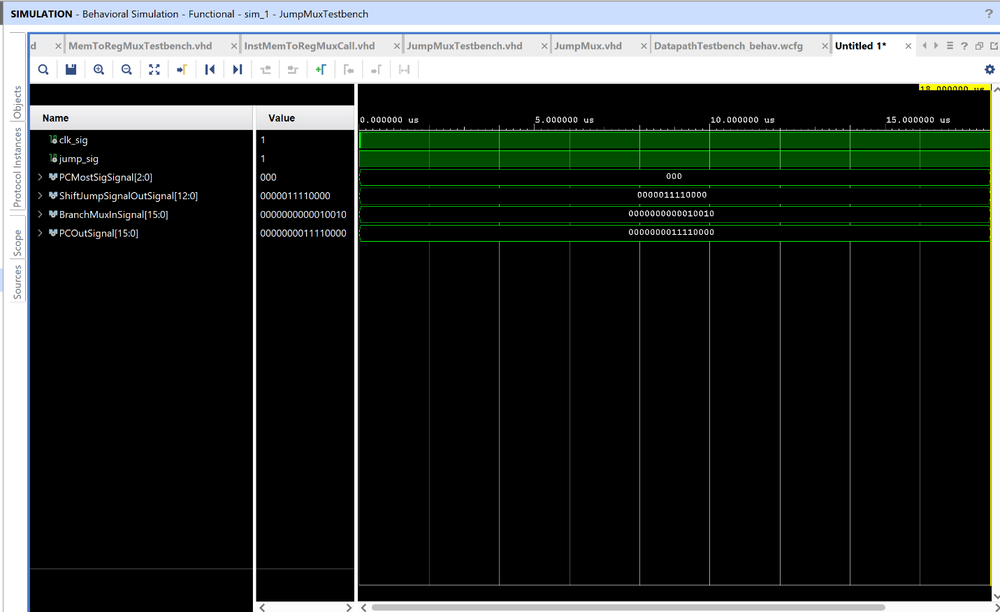 SIMULATION - Behavioral Simulation - Functional - sim_1 - JumpMuxTestbench ?
d × MemToRegMuxTestbench.vhd × InstMemToRegMuxCall.vhd × JumpMuxTestbench.vhd × JumpMux.vhd × DatapathTestbench_behav.wcfg × Untitled 1* × ?
Objects
Protocol Instances
Scope
Sources
18.000000 us
Name Value
0.000000 us 5.000000 us 10.000000 us 15.000000 us
clk_sig 1
jump_sig 1
PCMostSigSignal[2:0] 000 000
ShiftJumpSignalOutSignal[12:0] 0000011110000 0000011110000
BranchMuxInSignal[15:0] 0000000000010010 0000000000010010
PCOutSignal[15:0] 0000000011110000 0000000011110000